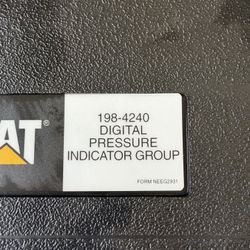 AT
198-4240
DIGITAL
PRESSURE
INDICATOR GROUP
FORM NEEG2931